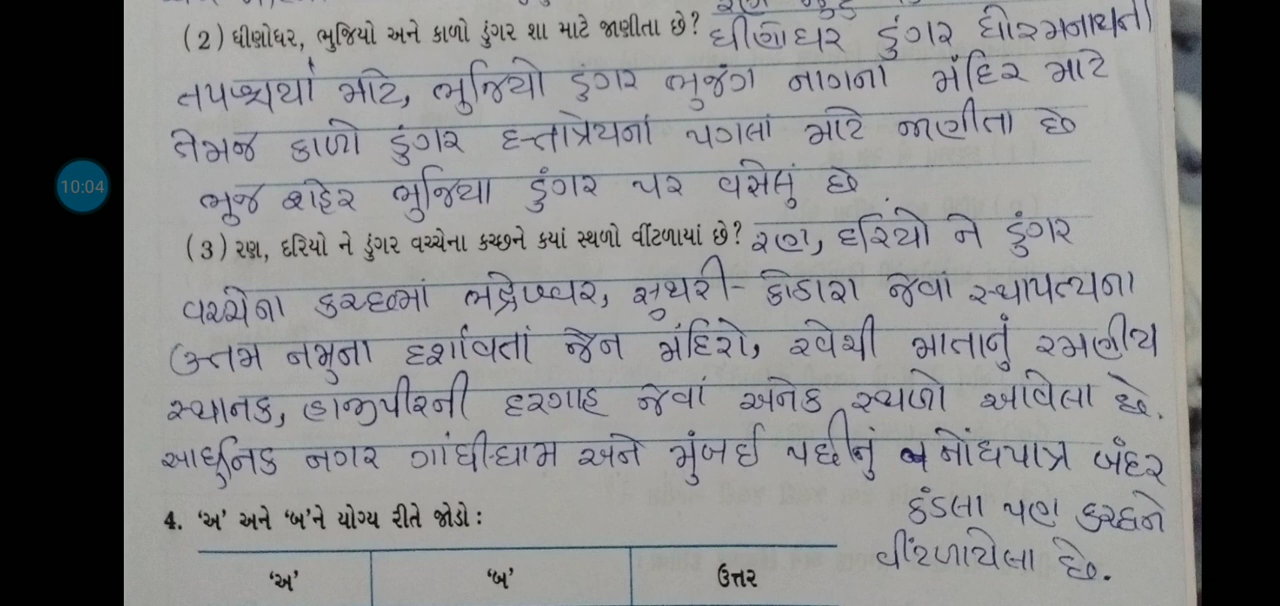 (2) ધીણોધર, ભુજિયો અને કાળો ડુંગર શા માટે જાણીતા છે? ધીણોધર ડુંગર ધોરમનાથની
તપશ્ચર્યા માટે, ભુજિયો ડુંગર ભુજંગ નાગનાં મંદિર માટે
તેમજ કાળો ડુંગર દત્તાત્રેયનાં પગલાં માટે જાણીતા છે
ભુજ શહેર ભુજિયા ડુંગર પર વસેલું છે
(3) રણ, દરિયો ને ડુંગર વચ્ચેના કચ્છને કયાં સ્થળો વીંટળાયાં છે? રણ, દરિયો ને ડુંગર
વચ્ચેના કચ્છમાં ભદ્રેશ્વર, સુથરી- કોઠારા જેવાં સ્થાપત્યના
ઉત્તમ નમુના દર્શાવતાં જૈન મંદિરો, રવેચી માતાનું રમણીય
સ્થાનક, હાજીપીરની દરગાહ જેવાં અનેક સ્થળો આવેલા છે.
આધુનિક નગર ગાંધીધામ અને મુંબઈ પછીનું નોંધપાત્ર બંદર
કંડલા પણ કચ્છને
વીંટળાયેલા છે.
4. ‘અ’ અને ‘બ’ને યોગ્ય રીતે જોડો :
‘અ’ ‘બ’ ઉત્તર
10:04